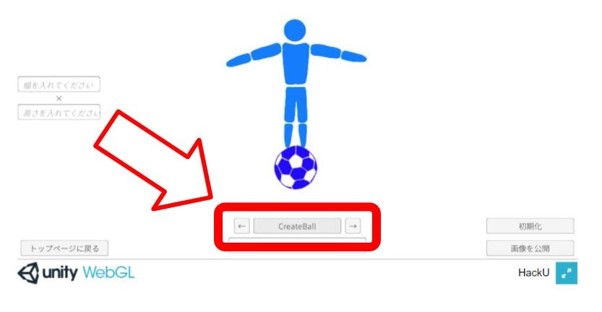 幅を入れてください
×
高さを入れてください
← CreateBall →
初期化
トップページに戻る
画像を公開
unity WebGL
HackU